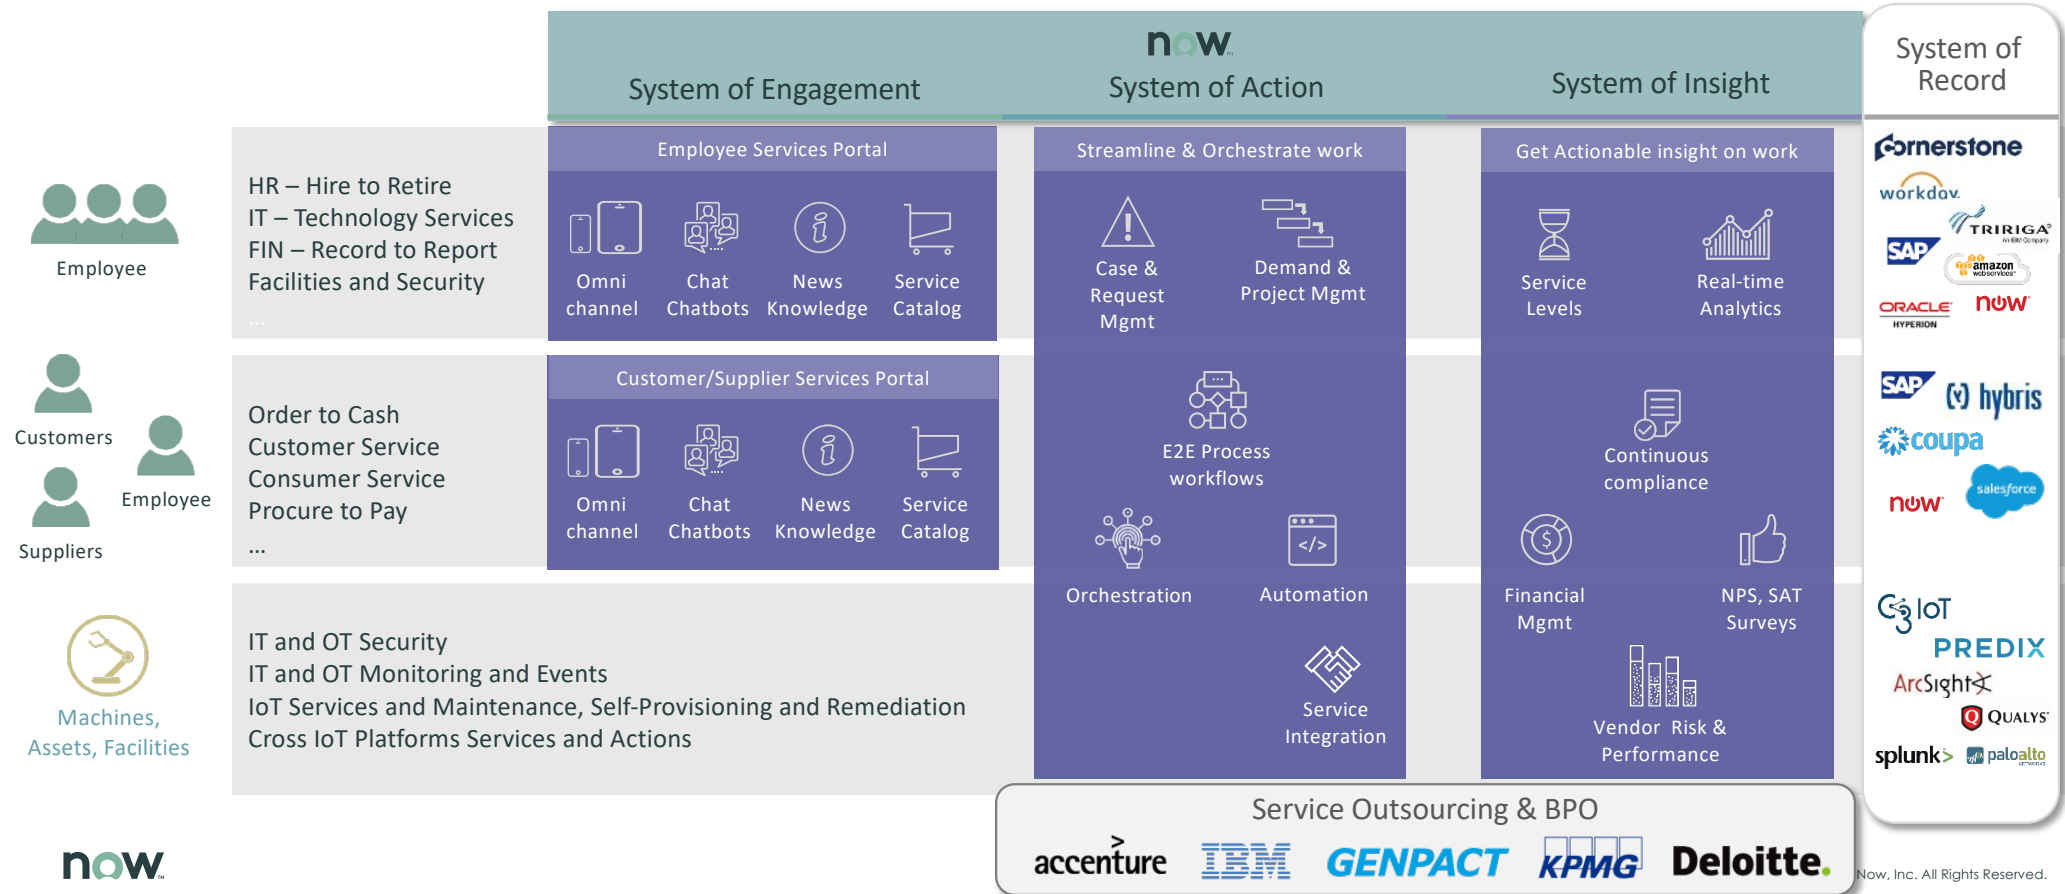 now
System of Engagement
System of Action
System of Insight
System of
Record
Employee
HR – Hire to Retire
IT – Technology Services
FIN – Record to Report
Facilities and Security
...
Employee Services Portal
Omni
channel
Chat
Chatbots
News
Knowledge
Service
Catalog
Streamline & Orchestrate work
Case &
Request
Mgmt
Demand &
Project Mgmt
Get Actionable insight on work
Service
Levels
Real-time
Analytics
cornerstone
workday.
TRIRIGA®
An IBM Company
SAP
amazon
webservices™
ORACLE®
HYPERION
now
Customers
Employee
Suppliers
Order to Cash
Customer Service
Consumer Service
Procure to Pay
...
Customer/Supplier Services Portal
Omni
channel
Chat
Chatbots
News
Knowledge
Service
Catalog
E2E Process
workflows
Orchestration
Automation
Continuous
compliance
Financial
Mgmt
NPS, SAT
Surveys
SAP
(y) hybris
coupa
now
salesforce
Machines,
Assets, Facilities
IT and OT Security
IT and OT Monitoring and Events
IoT Services and Maintenance, Self-Provisioning and Remediation
Cross IoT Platforms Services and Actions
Service
Integration
Vendor Risk &
Performance
C3 IoT
PREDIX
ArcSight
QUALYS®
splunk>
paloalto
NETWORKS
Service Outsourcing & BPO
accenture
IBM
GENPACT
KPMG
Deloitte.
now
Now, Inc. All Rights Reserved.